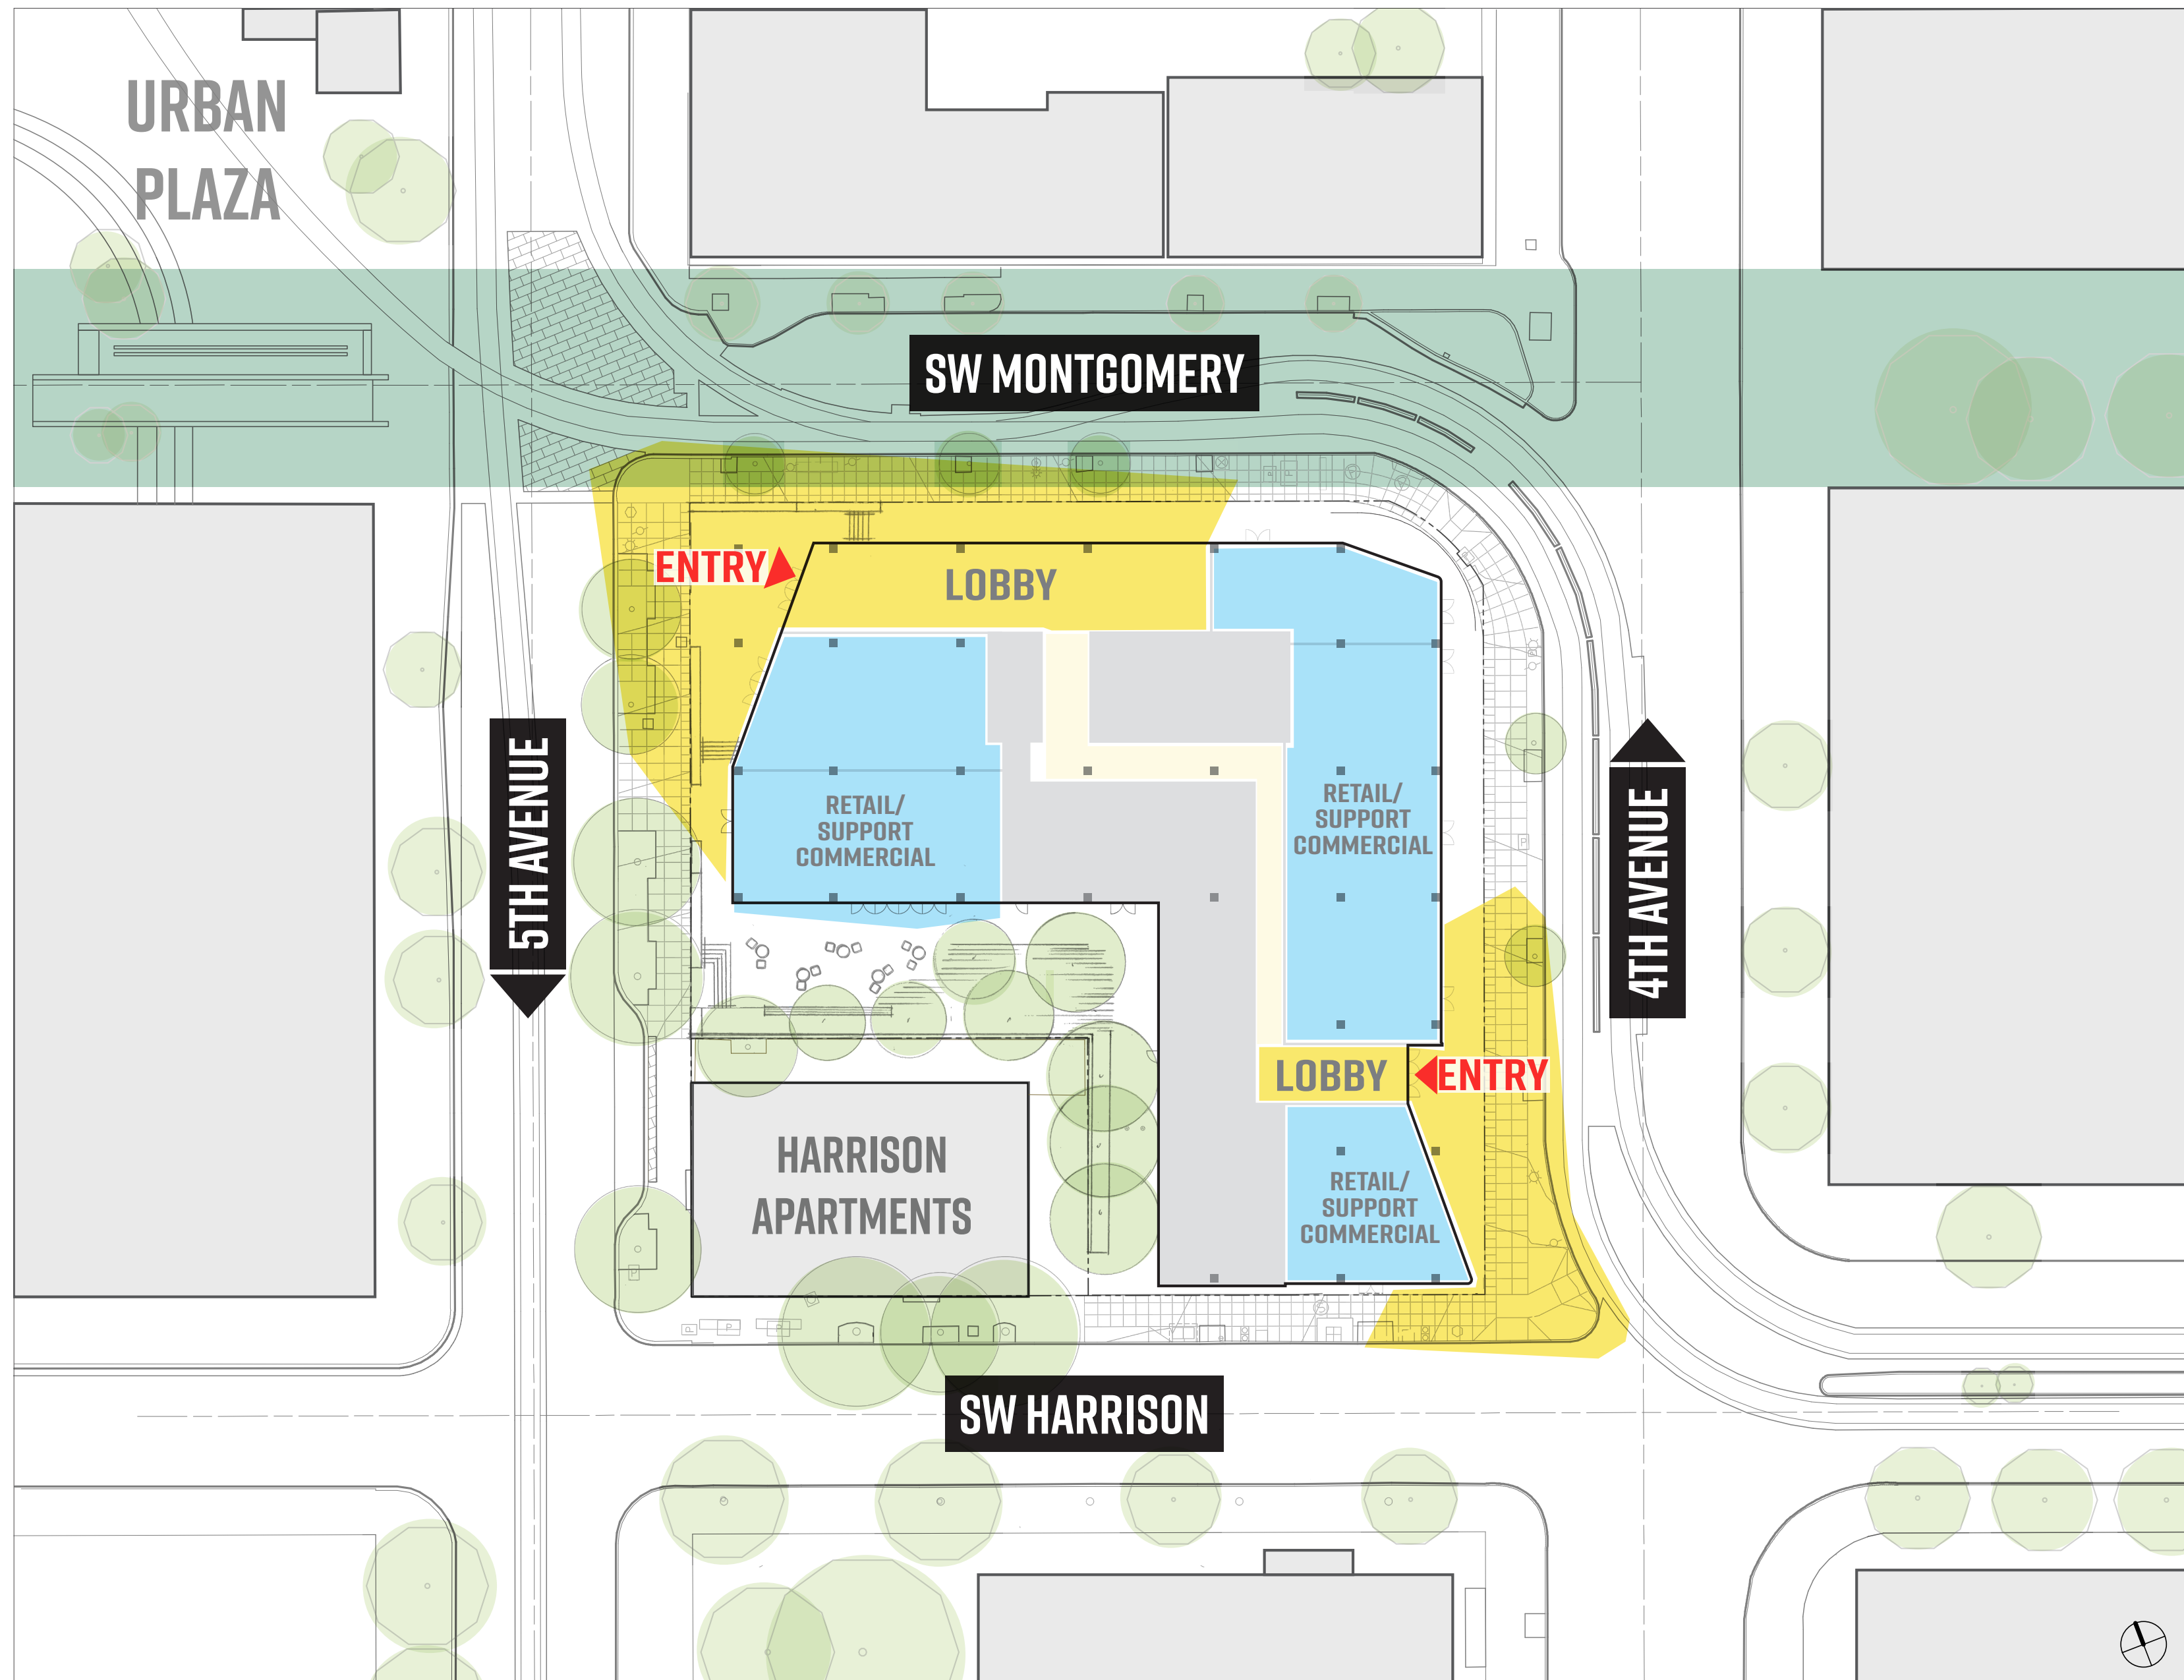 URBAN
PLAZA
SW MONTGOMERY
ENTRY
LOBBY
5TH AVENUE
RETAIL/
SUPPORT
COMMERCIAL
RETAIL/
SUPPORT
COMMERCIAL
4TH AVENUE
LOBBY
ENTRY
HARRISON
APARTMENTS
RETAIL/
SUPPORT
COMMERCIAL
SW HARRISON